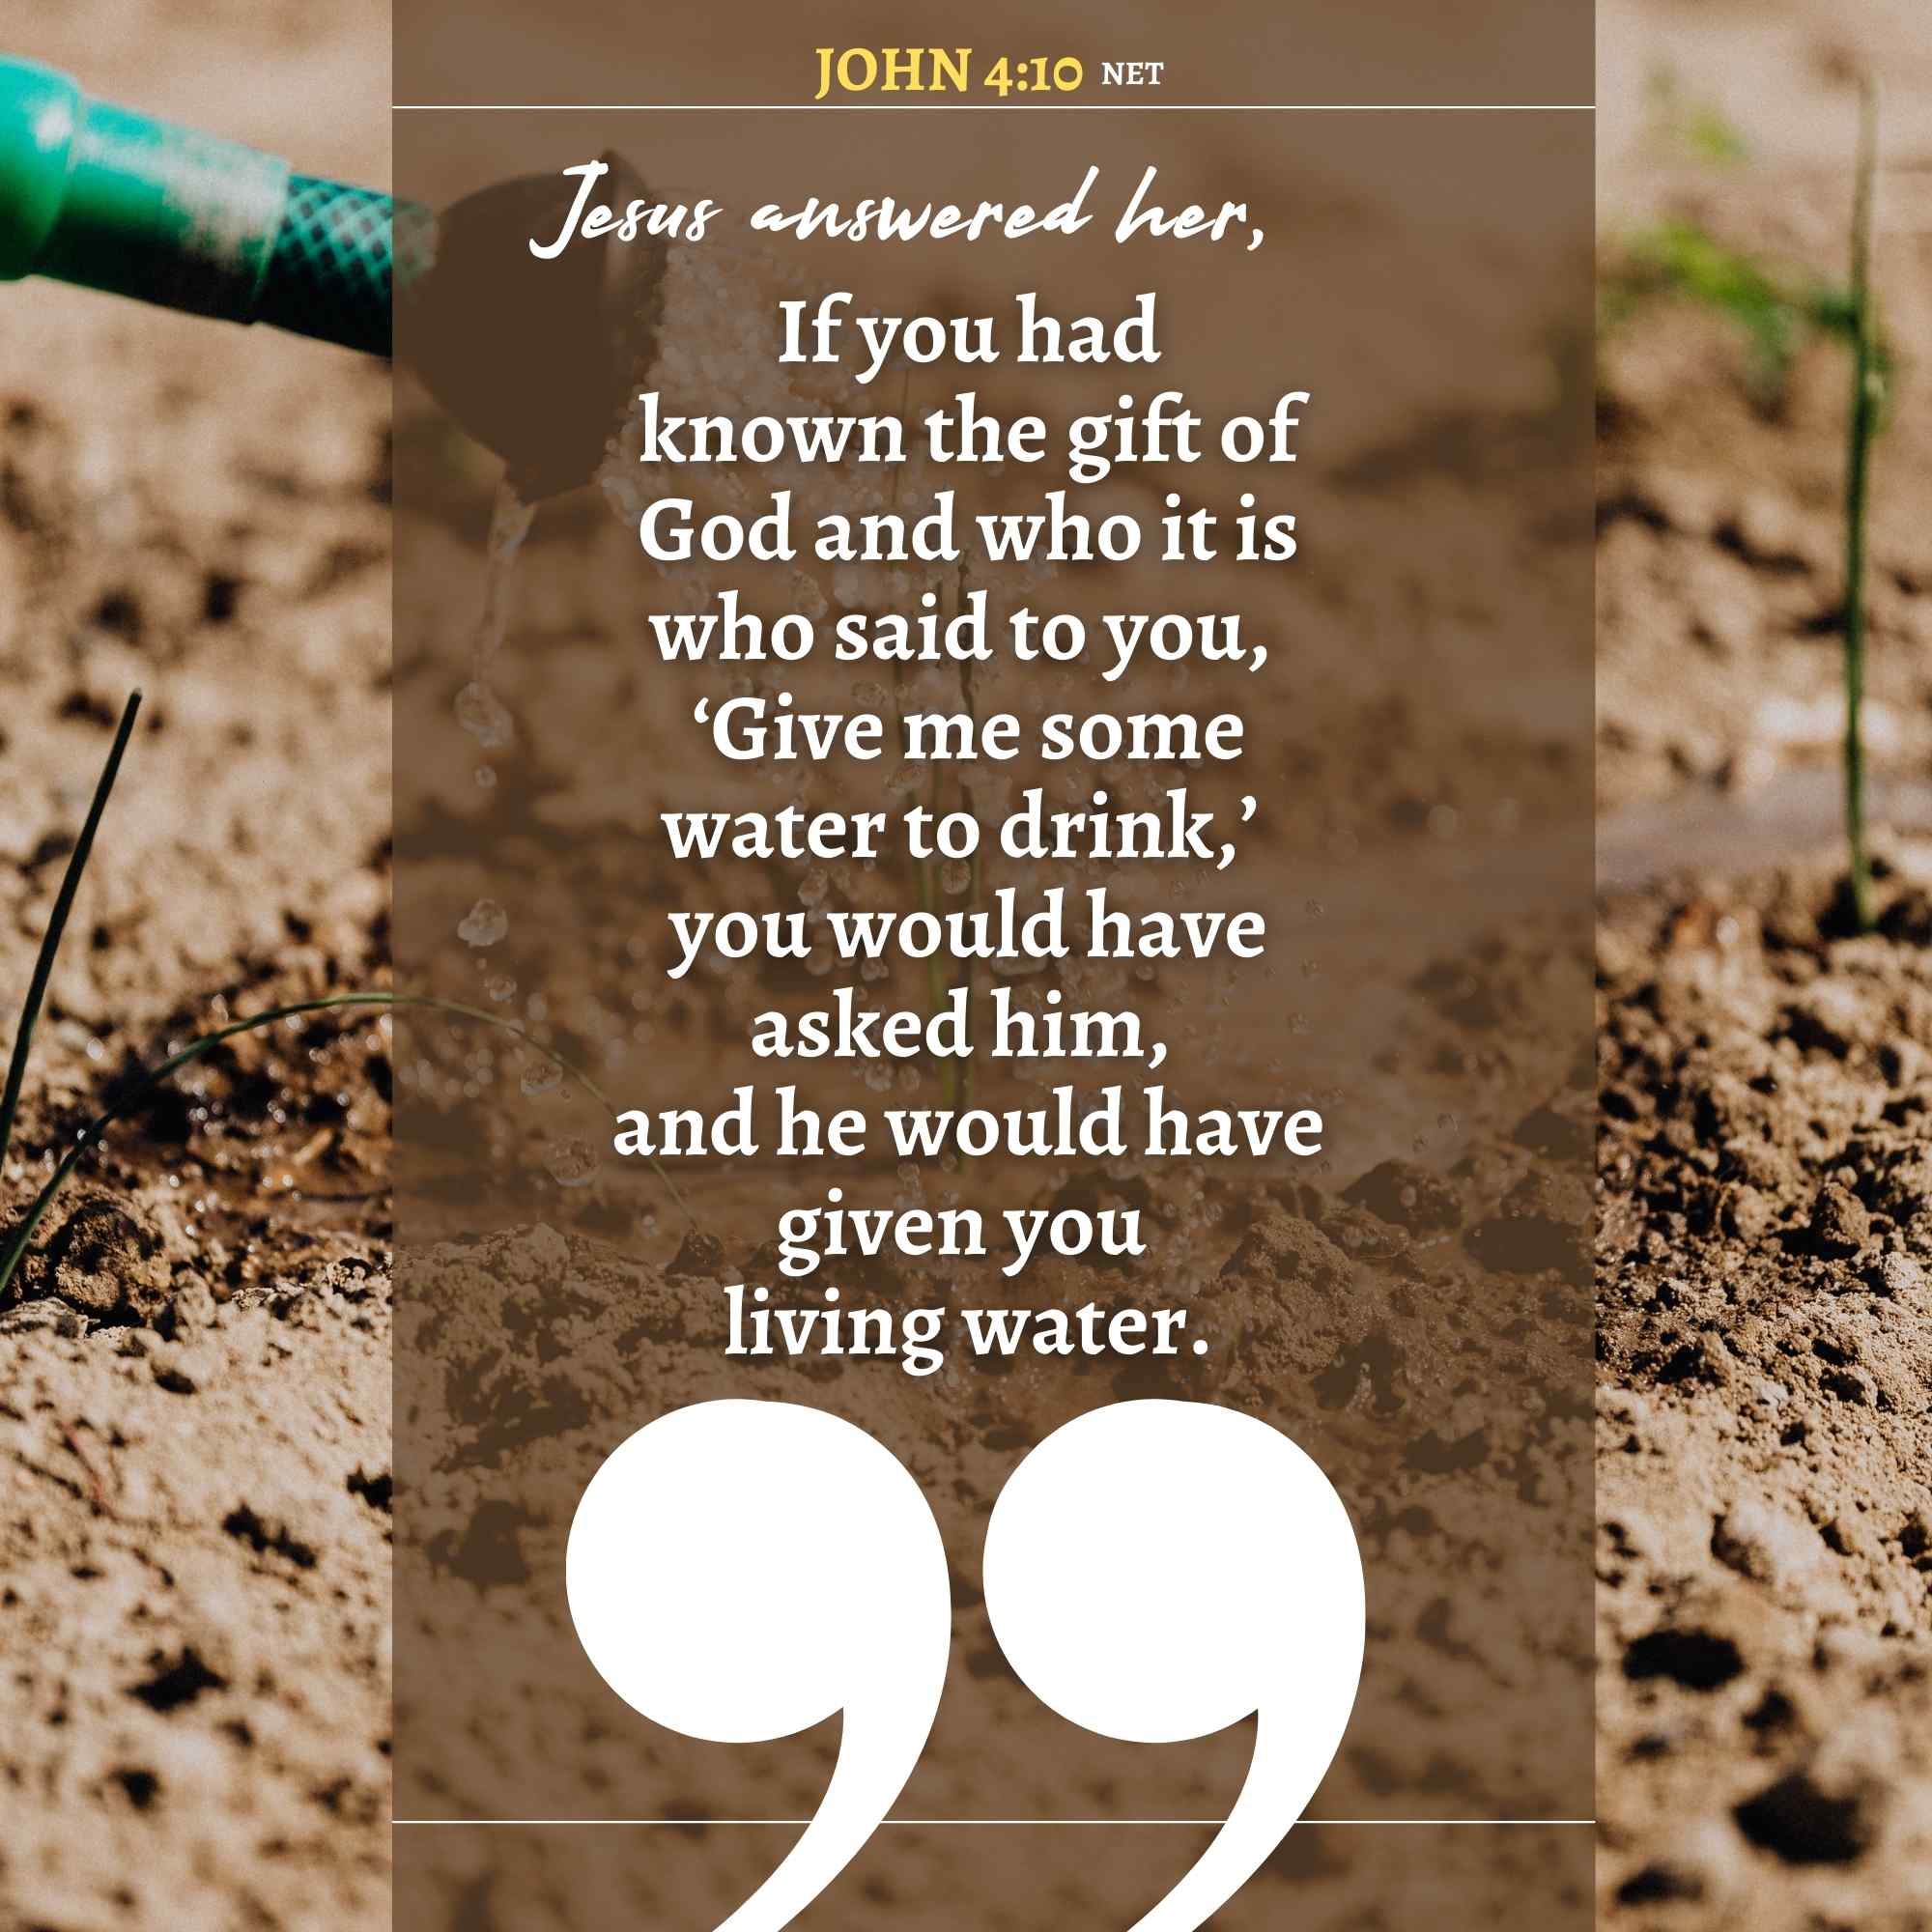 JOHN 4:10 NET
Jesus answered her,
If you had
known the gift of
God and who it is
who said to you,
‘Give me some
water to drink,’
you would have
asked him,
and he would have
given you
living water.
”